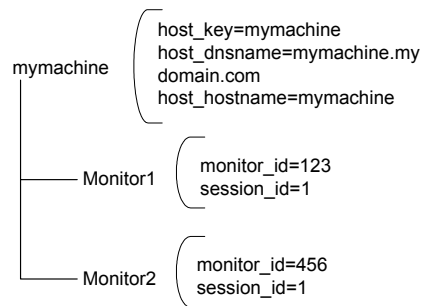 mymachine
host_key=mymachine
host_dnsname=mymachine.my
domain.com
host_hostname=mymachine
Monitor1
monitor_id=123
session_id=1
Monitor2
monitor_id=456
session_id=1